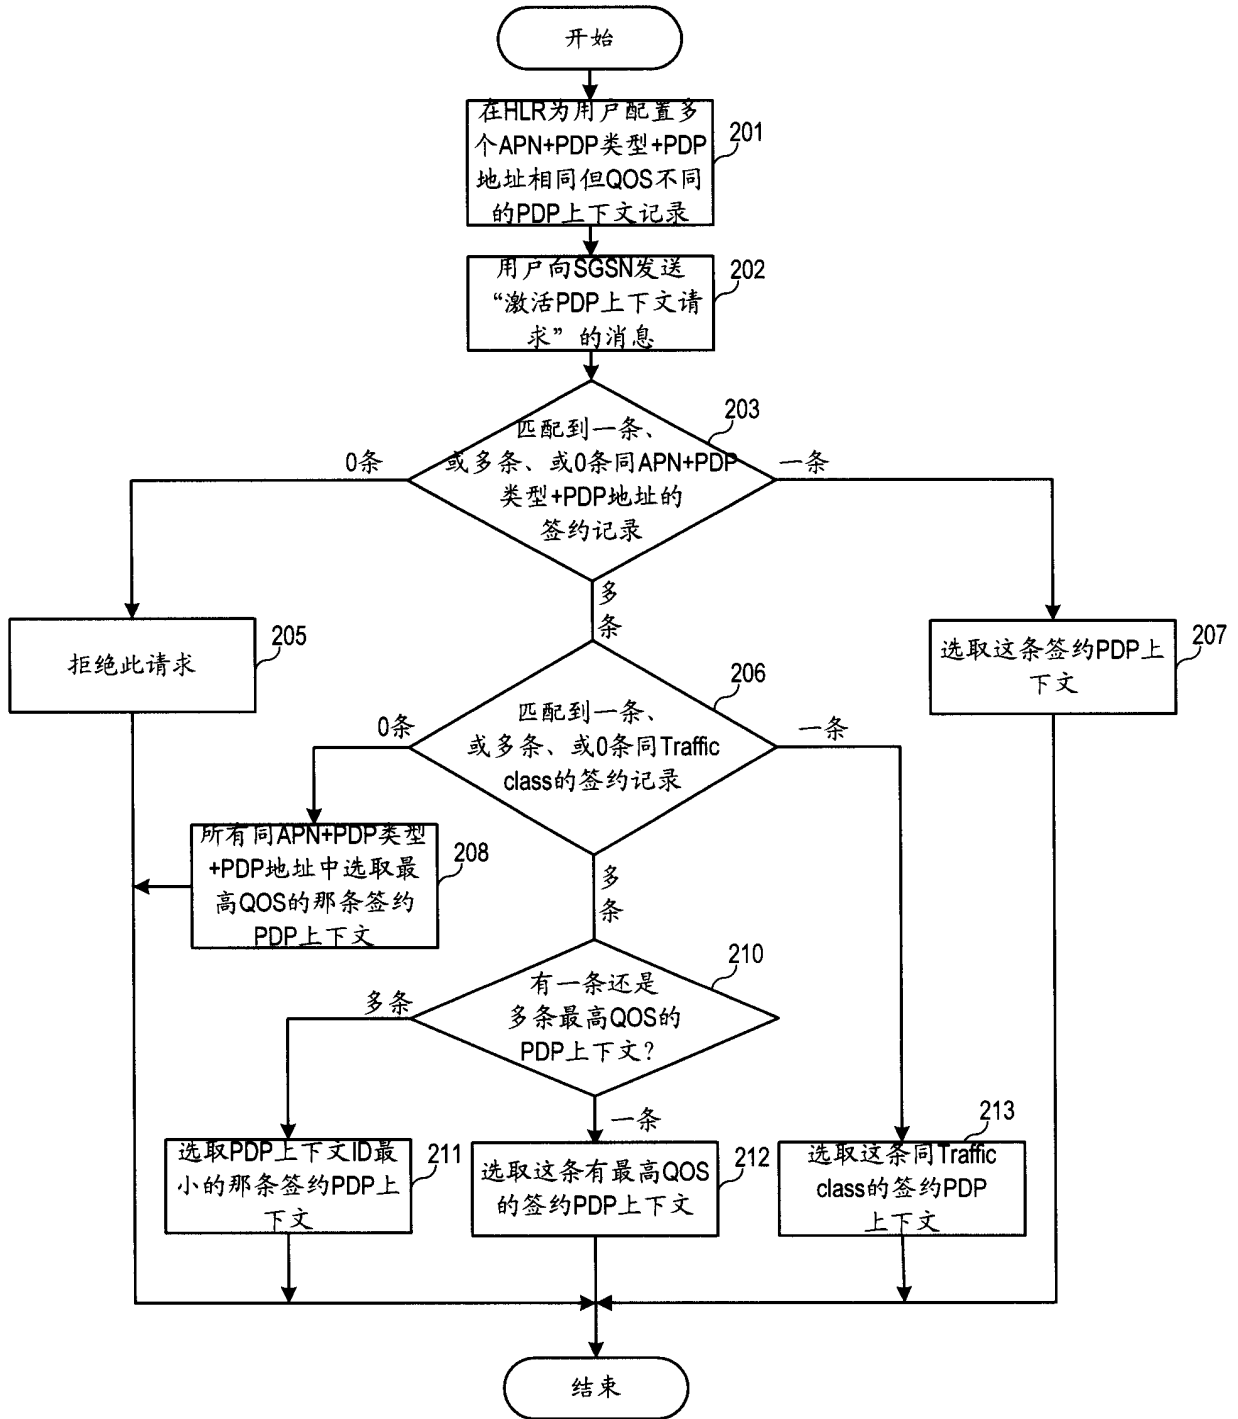 开始
在HLR为用户配置多
个APN+PDP类型+PDP
地址相同但QOS不同
的PDP上下文记录
201
用户向SGSN发送
“激活PDP上下文请
求”的消息
202
匹配到一条、
或多条、或0条同APN+PDP
类型+PDP地址的
签约记录
203
0条
一条
多
条
拒绝此请求
205
选取这条签约PDP上
下文
207
匹配到一条、
或多条、或0条同Traffic
class的签约记录
206
0条
一条
多
条
所有同APN+PDP类型
+PDP地址中选取最
高QOS的那条签约
PDP上下文
208
有一条还是
多条最高QOS的
PDP上下文?
210
多条
一条
选取PDP上下文ID最
小的那条签约PDP上
下文
211
选取这条有最高QOS
的签约PDP上下文
212
选取这条同Traffic
class的签约PDP
上下文
213
结束